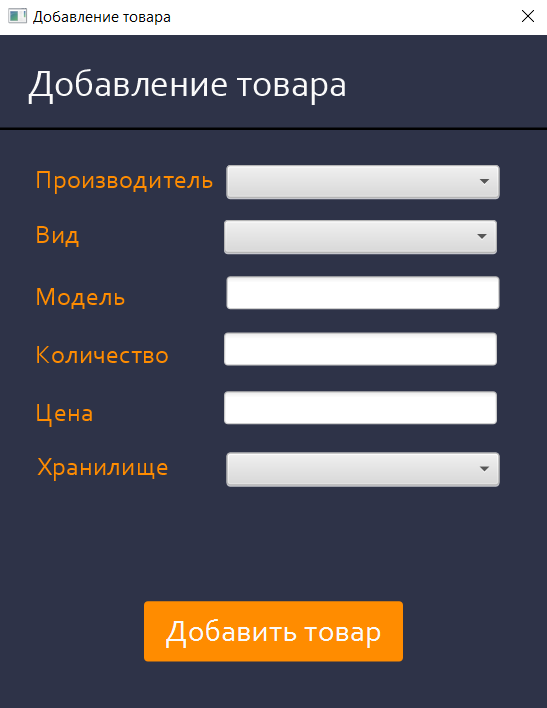 Добавление товара
Добавление товара
Производитель
Вид
Модель
Количество
Цена
Хранилище
Добавить товар